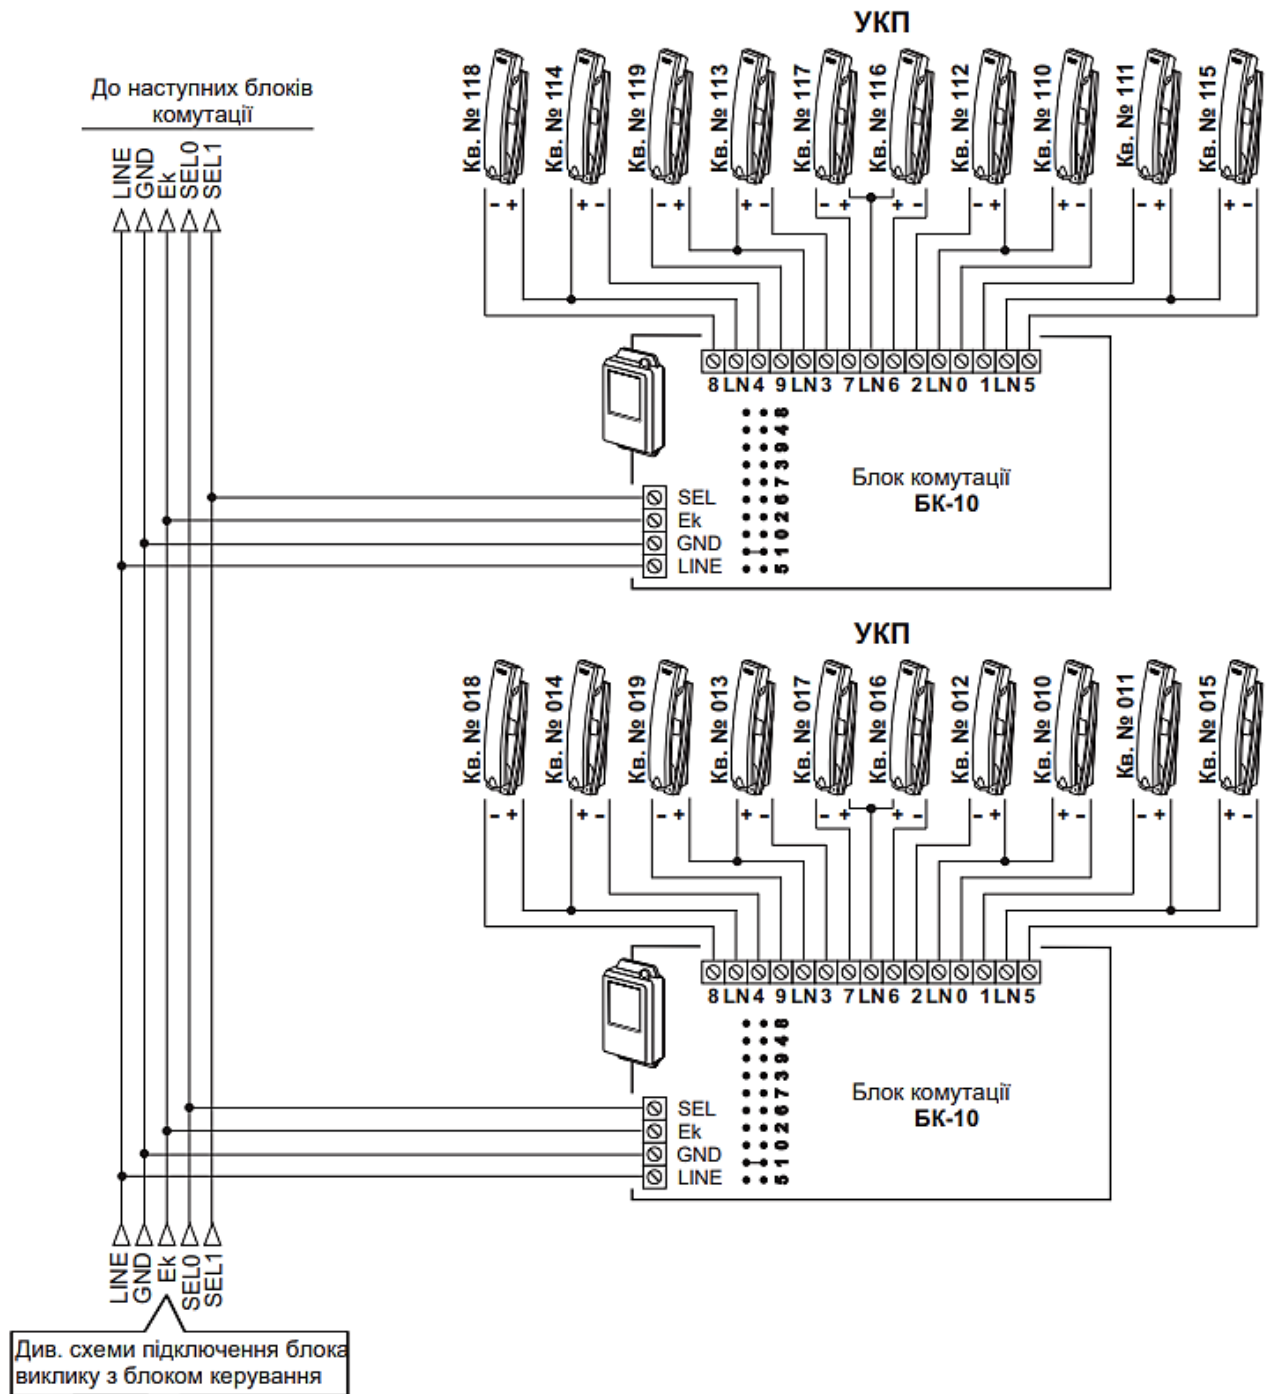 УКП
До наступних блоків
комутації
LINE
GND
Ek
SEL0
SEL1
Кв. № 118
Кв. № 114
Кв. № 119
Кв. № 113
Кв. № 117
Кв. № 116
Кв. № 112
Кв. № 110
Кв. № 111
Кв. № 115
- + + - - + + - - + + - - + + - - + + -
8 LN 4 9 LN 3 7 LN 6 2 LN 0 1 LN 5
8
4
9
3
7
6
2
0
1
5
Блок комутації
БК-10
SEL
Ek
GND
LINE
УКП
Кв. № 018
Кв. № 014
Кв. № 019
Кв. № 013
Кв. № 017
Кв. № 016
Кв. № 012
Кв. № 010
Кв. № 011
Кв. № 015
- + + - - + + - - + + - - + + - - + + -
8 LN 4 9 LN 3 7 LN 6 2 LN 0 1 LN 5
8
4
9
3
7
6
2
0
1
5
Блок комутації
БК-10
SEL
Ek
GND
LINE
LINE
GND
Ek
SEL0
SEL1
Див. схеми підключення блока
виклику з блоком керування